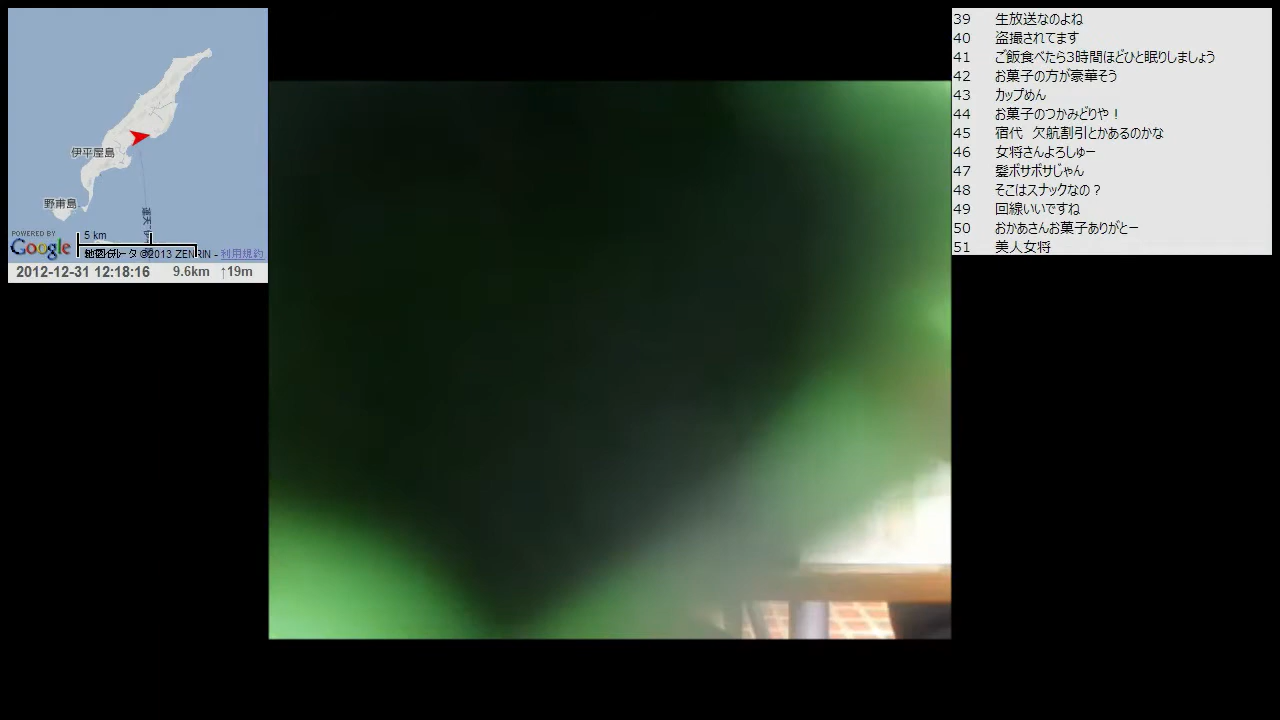 伊平屋島
野甫島
POWERED BY
Google
5 km
©2013 ZENRIN - 利用規約
2012-12-31 12:18:16 9.6km ↑19m
39 生放送なのよね
40 盗撮されてます
41 ご飯食べたら3時間ほどひと眠りしましょう
42 お菓子の方が豪華そう
43 カップめん
44 お菓子のつかみどりや！
45 宿代　欠航割引とかあるのかな
46 女将さんよろしゅー
47 髪ボサボサじゃん
48 そこはスナックなの？
49 回線いいですね
50 おかあさんお菓子ありがとー
51 美人女将